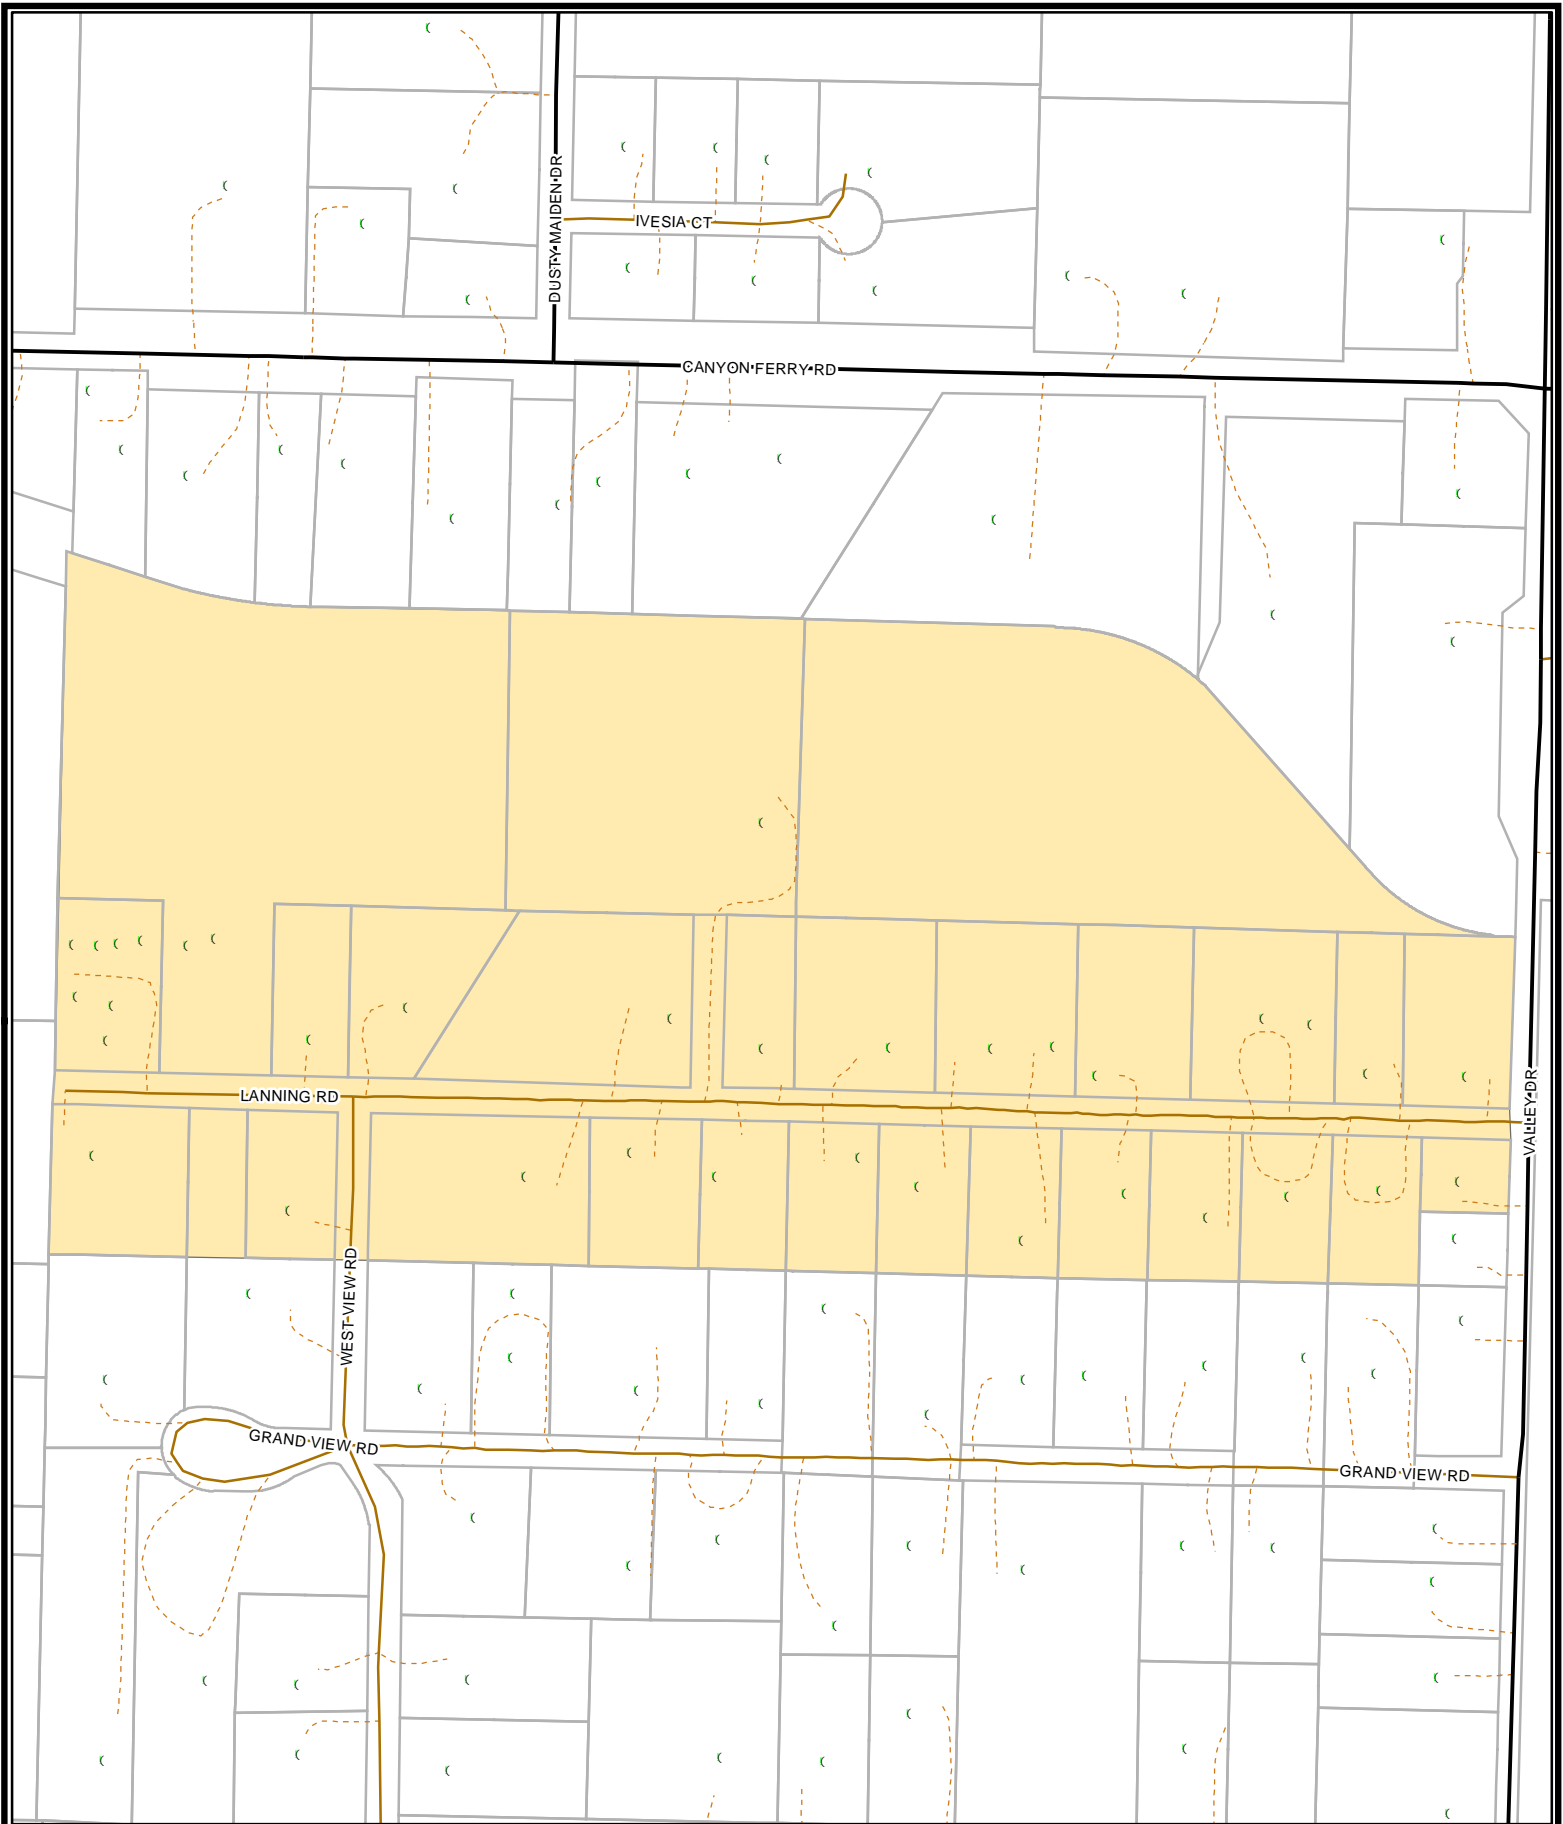 DUSTY MAIDEN DR
IVESIA CT
CANYON FERRY RD
LANNING RD
VALLEY DR
WEST VIEW RD
GRAND VIEW RD
GRAND VIEW RD